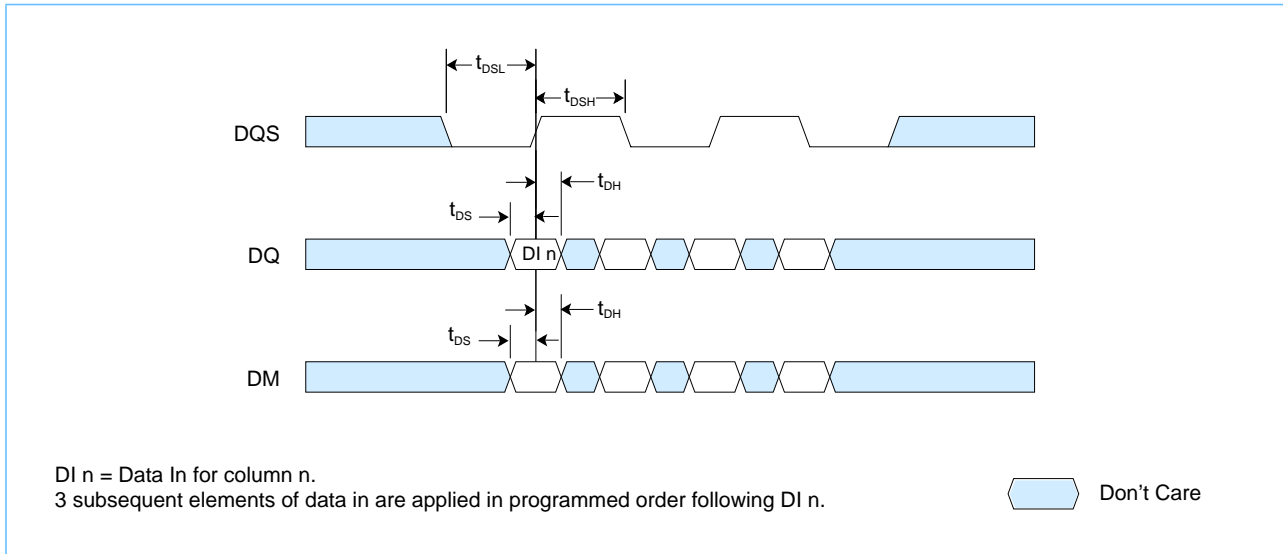 tDSL
tDSH
DQS
tDH
tDS
DQ
DI n
tDH
tDS
DM
DI n = Data In for column n.
3 subsequent elements of data in are applied in programmed order following DI n.
Don't Care